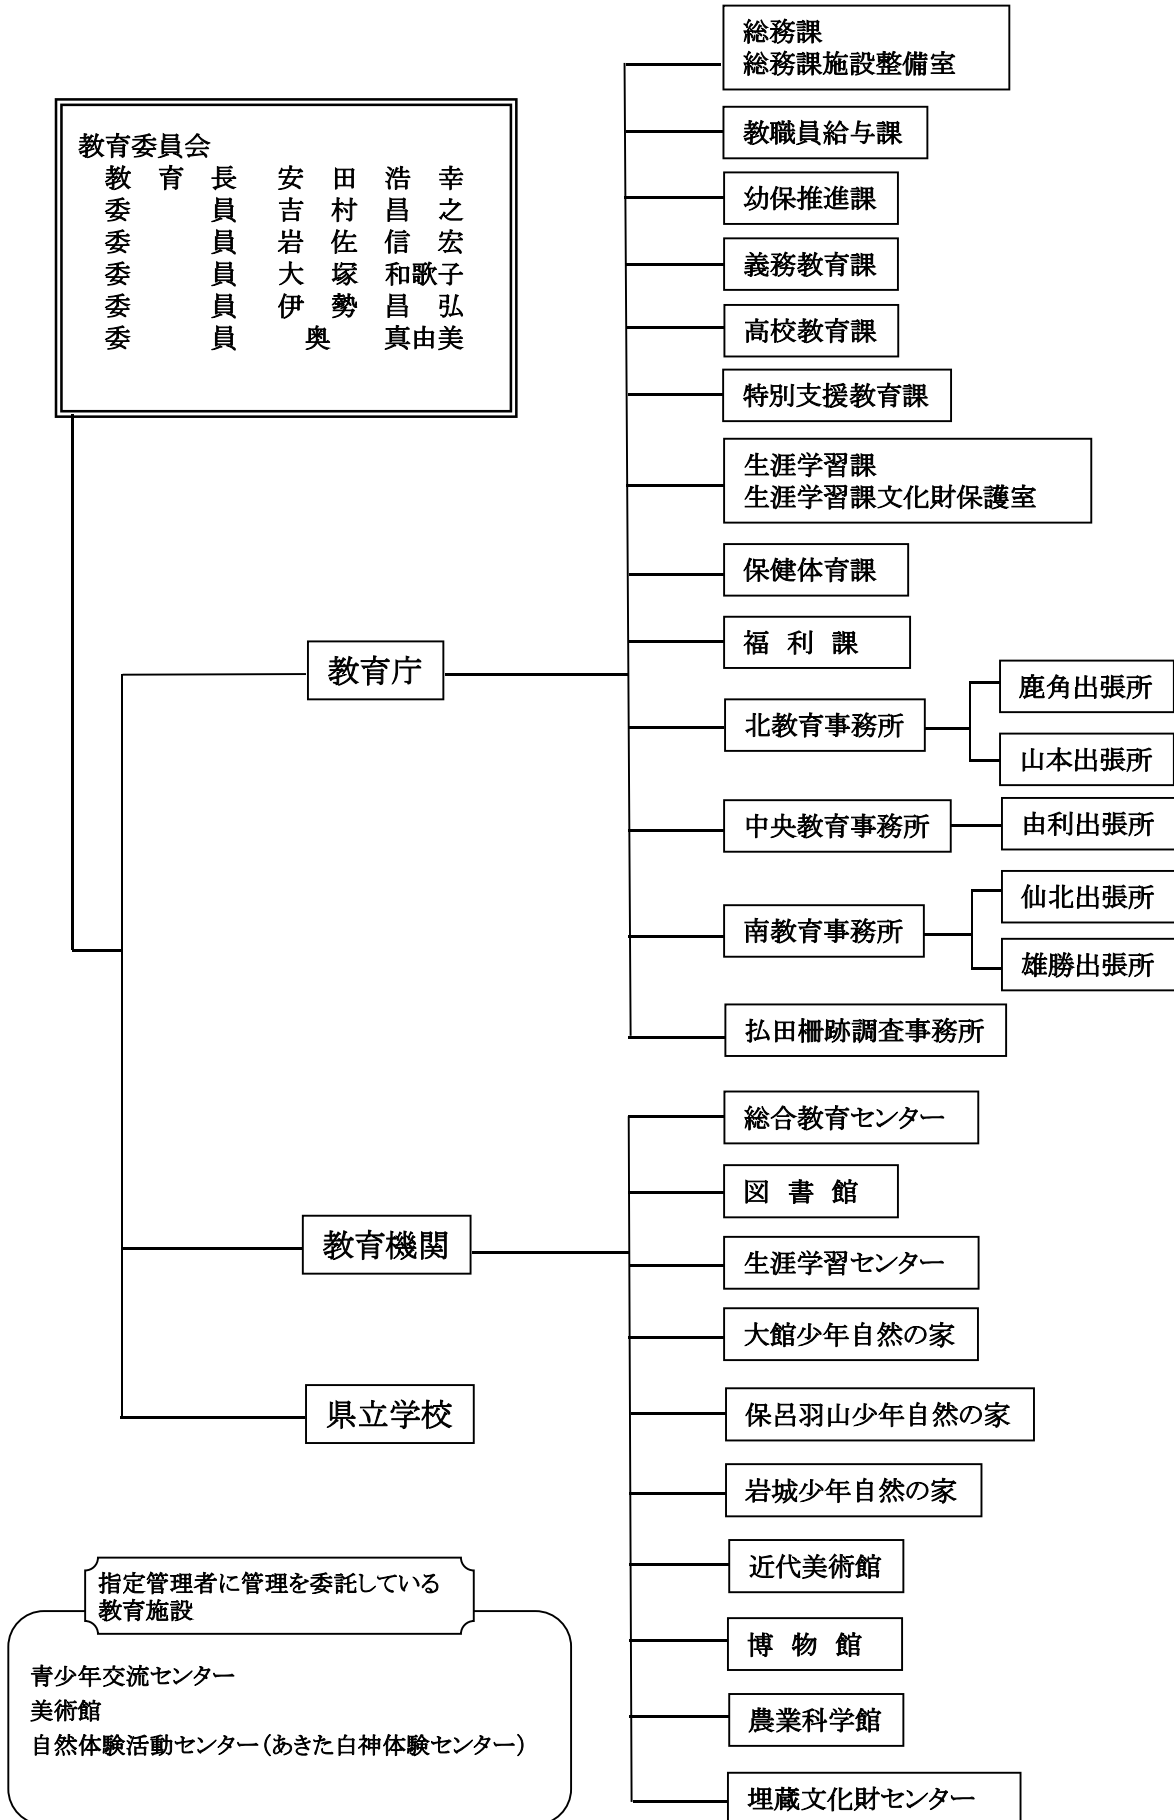 教育委員会
教　育　長　安　田　浩　幸
委　　　員　吉　村　昌　之
委　　　員　岩　佐　信　宏
委　　　員　大　塚　和歌子
委　　　員　伊　勢　昌　弘
委　　　員　　奥　　真由美
総務課
総務課施設整備室
教職員給与課
幼保推進課
義務教育課
高校教育課
特別支援教育課
生涯学習課
生涯学習課文化財保護室
保健体育課
福　利　課
教育庁
北教育事務所
鹿角出張所
山本出張所
中央教育事務所
由利出張所
南教育事務所
仙北出張所
雄勝出張所
払田柵跡調査事務所
教育機関
総合教育センター
図　書　館
生涯学習センター
大館少年自然の家
保呂羽山少年自然の家
岩城少年自然の家
近代美術館
博　物　館
農業科学館
埋蔵文化財センター
県立学校
指定管理者に管理を委託している
教育施設
青少年交流センター
美術館
自然体験活動センター（あきた白神体験センター）